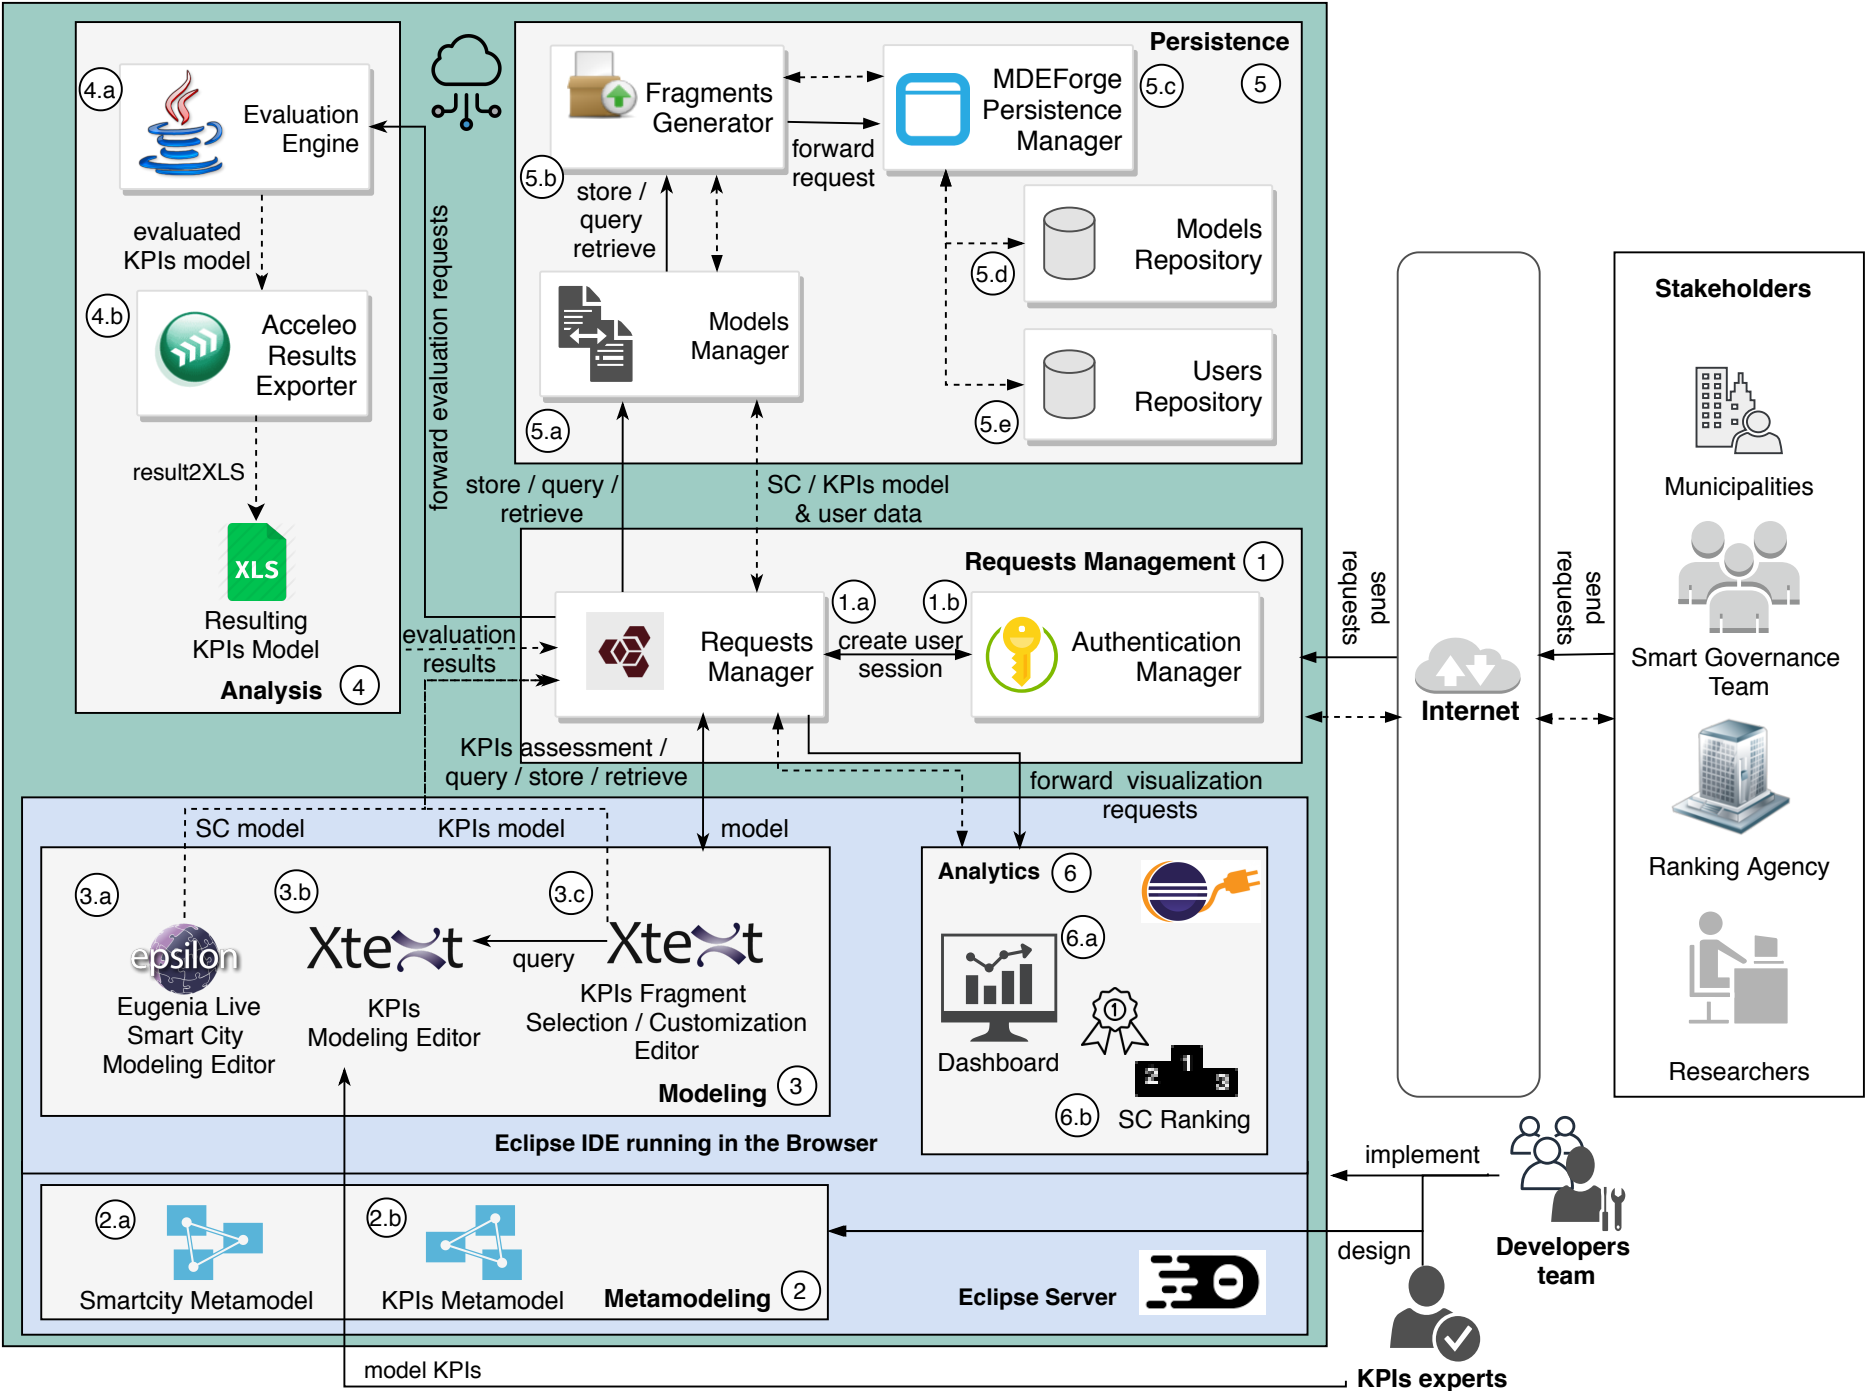 4.a
Evaluation
Engine
evaluated
KPIs model
4.b
Acceleo
Results
Exporter
result2XLS
XLS
Resulting
KPIs Model
Analysis 4
forward evaluation requests
Persistence
5
Fragments
Generator
5.b
MDEForge
Persistence
Manager
5.c
forward
request
store /
query
retrieve
Models
Manager
5.a
Models
Repository
5.d
Users
Repository
5.e
store / query /
retrieve
SC / KPIs model
& user data
Requests Management 1
1.a
1.b
Requests
Manager
create user
session
Authentication
Manager
evaluation
results
KPIs assessment /
query / store / retrieve
forward visualization
requests
send
requests
Internet
send
requests
Stakeholders
Municipalities
Smart Governance
Team
Ranking Agency
Researchers
SC model
KPIs model
model
3.a
epsilon
Eugenia Live
Smart City
Modeling Editor
3.b
Xtext
KPIs
Modeling Editor
query
3.c
Xtext
KPIs Fragment
Selection / Customization
Editor
Modeling 3
Analytics 6
6.a
Dashboard
1
2 1 3
6.b
SC Ranking
Eclipse IDE running in the Browser
2.a
Smartcity Metamodel
2.b
KPIs Metamodel
Metamodeling 2
Eclipse Server
implement
design
Developers
team
model KPIs
KPIs experts